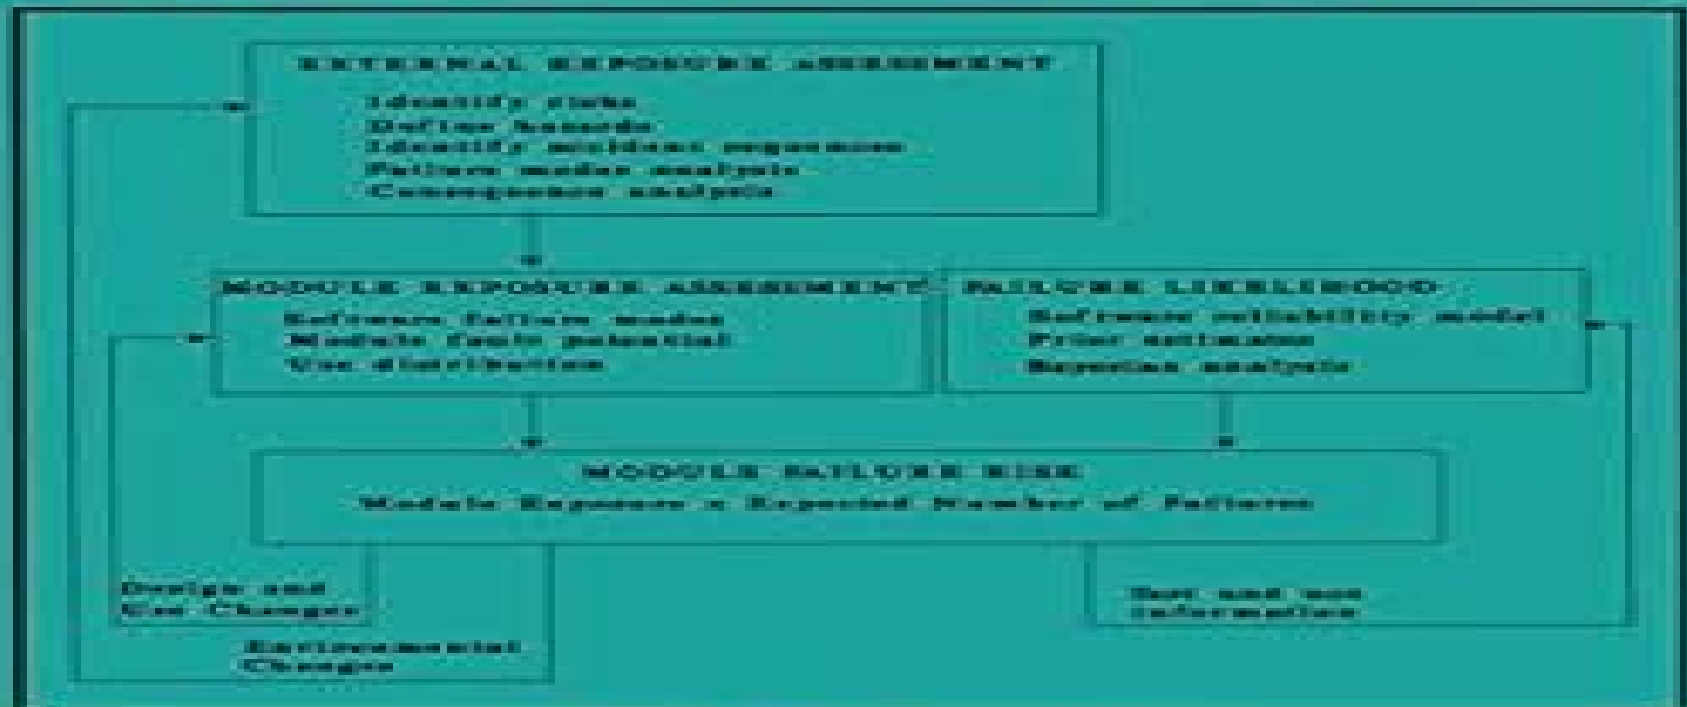 EXTERNAL EXPOSURE ASSESSMENT
Identify risks
Define hazards
Identify accident sequences
Failure modes analysis
Consequence analysis
MODULE EXPOSURE ASSESSMENT
Software failure modes
Module fault potential
Use distribution
FAILURE LIKELIHOOD
Software reliability model
Prior estimates
Bayesian analysis
MODULE FAILURE RISK
Module Exposure x Expected Number of Failures
Design and
Use Changes
Environmental
Changes
and use
information